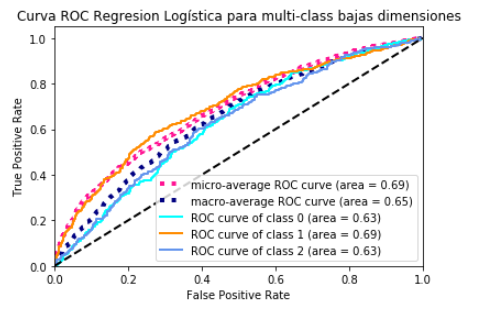 Curva ROC Regresion Logística para multi-class bajas dimensiones
True Positive Rate
1.0
0.8
0.6
0.4
0.2
0.0
micro-average ROC curve (area = 0.69)
macro-average ROC curve (area = 0.65)
ROC curve of class 0 (area = 0.63)
ROC curve of class 1 (area = 0.69)
ROC curve of class 2 (area = 0.63)
0.0 0.2 0.4 0.6 0.8 1.0
False Positive Rate